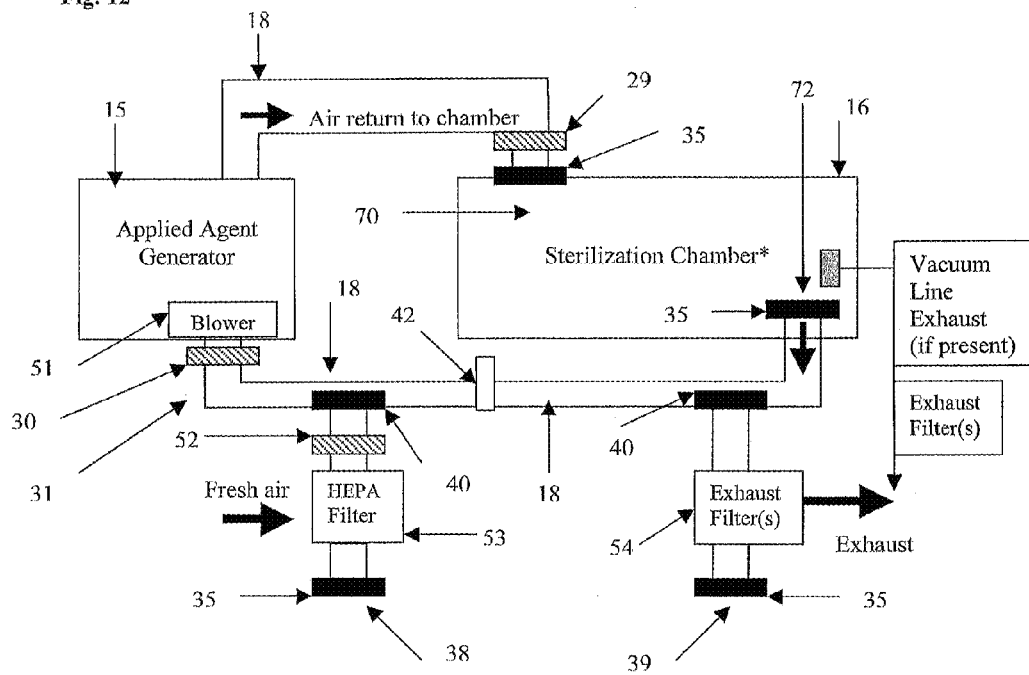 Fig. 12
18
15
Air return to chamber
29
72
16
35
70
Applied Agent
Generator
Sterilization Chamber*
Vacuum
Line
Exhaust
(if present)
18
42
35
Blower
51
30
40
Exhaust
Filter(s)
52
31
Fresh air
HEPA
Filter
40
18
Exhaust
Filter(s)
53
54
Exhaust
35
35
38
39